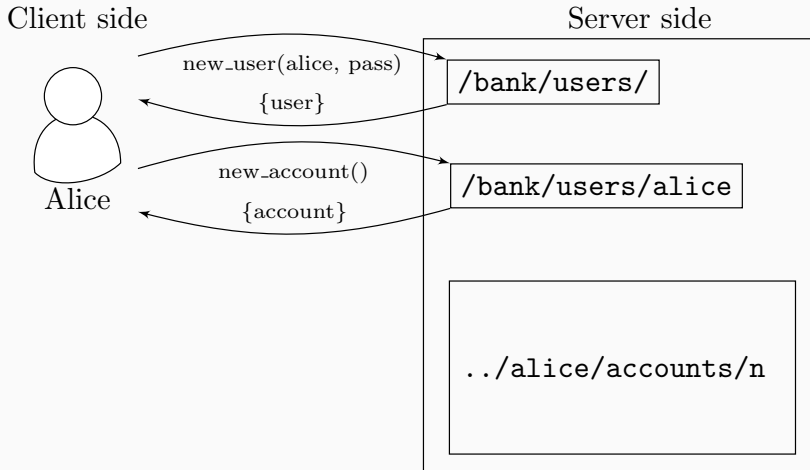 Client side
Server side
new_user(alice, pass)
/bank/users/
{user}
new_account()
/bank/users/alice
Alice
{account}
../alice/accounts/n